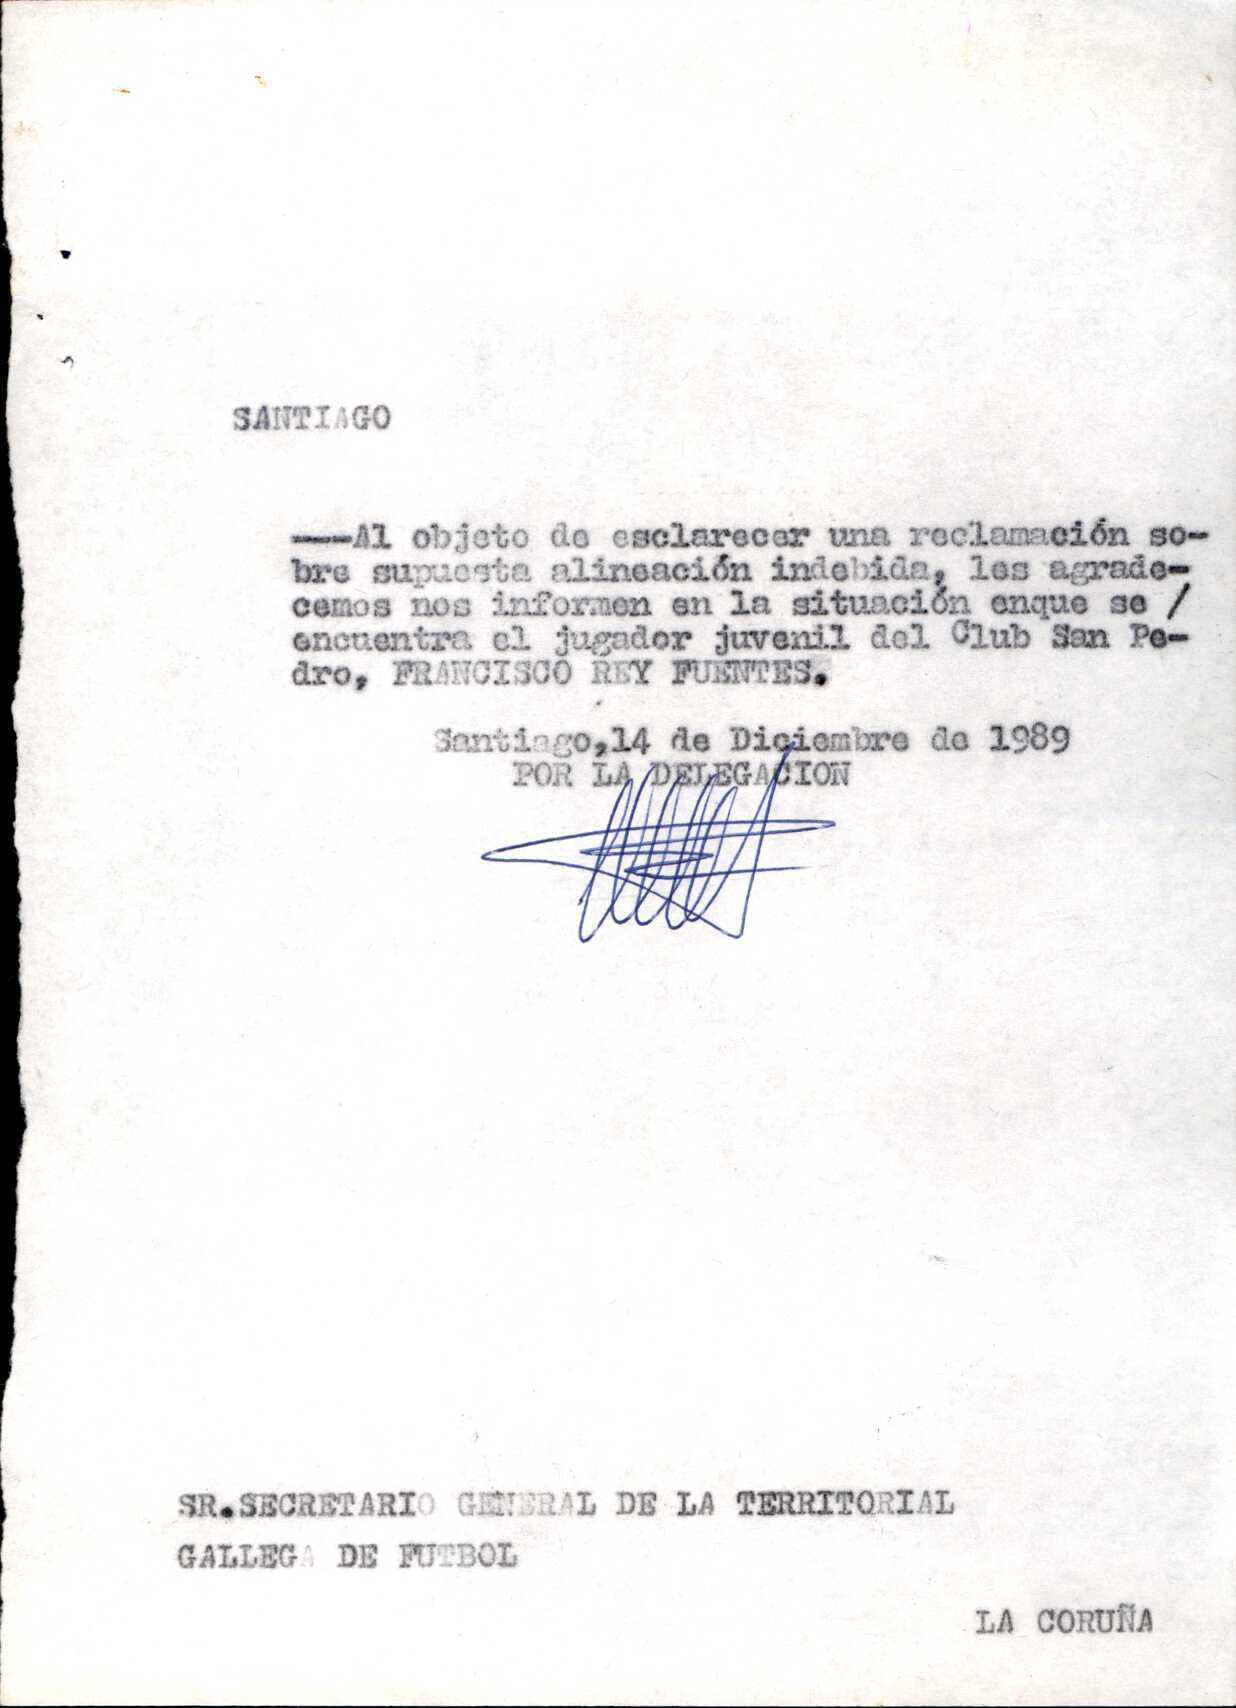 SANTIAGO
---Al objeto de esclarecer una reclamación so-
bre supuesta alineación indebida, les agrade-
cemos nos informen en la situación enque se /
encuentra el jugador juvenil del Club San Pe-
dro, FRANCISCO REY FUENTES.
Santiago,14 de Diciembre de 1989
POR LA DELEGACION
SR.SECRETARIO GENERAL DE LA TERRITORIAL
GALLEGA DE FUTBOL
LA CORUÑA